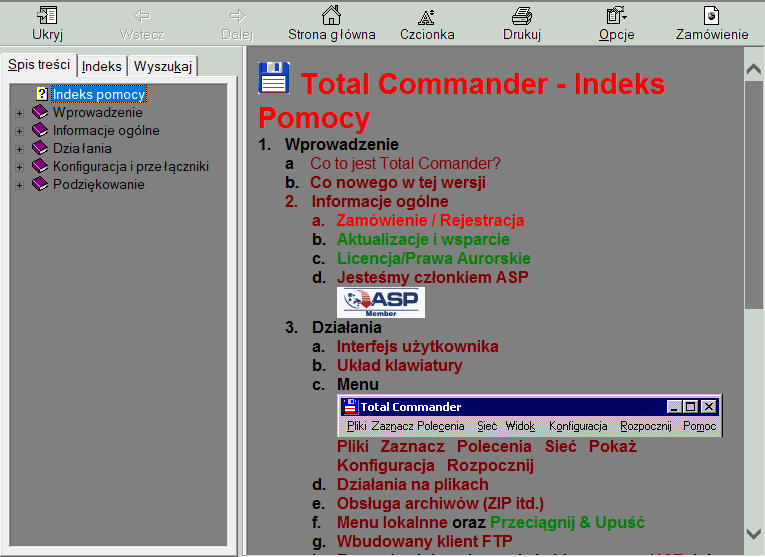 Ukryj Wstecz Dalej Strona główna Czcionka Drukuj Opcje Zamówienie
Spis treści Indeks Wyszukaj
Indeks pomocy
Wprowadzenie
Informacje ogólne
Działania
Konfiguracja i przełączniki
Podziękowanie
Total Commander - Indeks
Pomocy
1. Wprowadzenie
a Co to jest Total Comander?
b. Co nowego w tej wersji
2. Informacje ogólne
a. Zamówienie / Rejestracja
b. Aktualizacje i wsparcie
c. Licencja/Prawa Aurorskie
d. Jesteśmy członkiem ASP
ASP
Member
3. Działania
a. Interfejs użytkownika
b. Układ klawiatury
c. Menu
Total Commander
Pliki Zaznacz Polecenia Sieć Widok Konfiguracja Rozpocznij Pomoc
Pliki Zaznacz Polecenia Sieć Pokaż
Konfiguracja Rozpocznij
d. Działania na plikach
e. Obsługa archiwów (ZIP itd.)
f. Menu lokalnne oraz Przeciągnij & Upuść
g. Wbudowany klient FTP